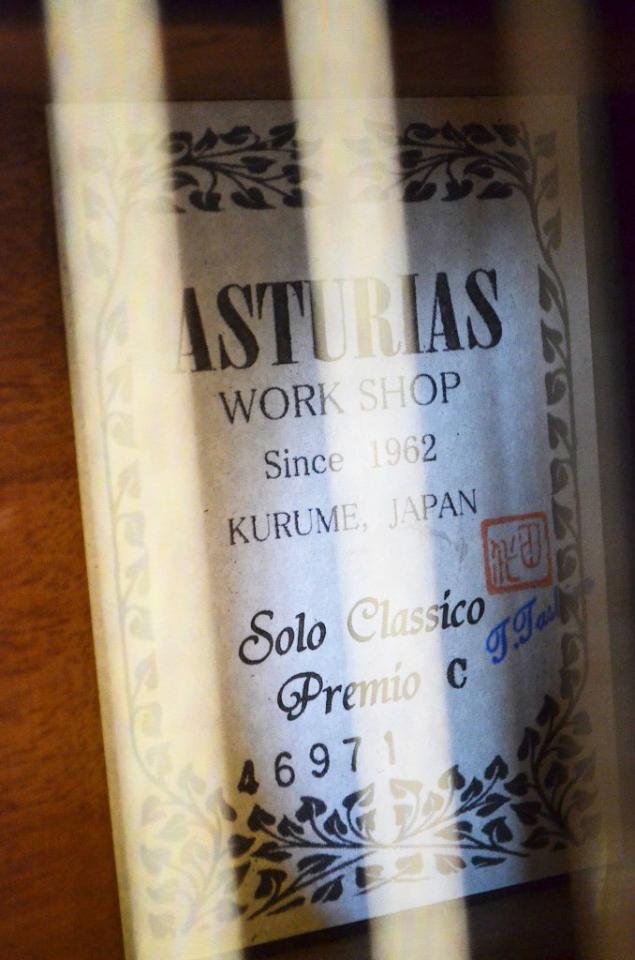 ASTURIAS
WORK SHOP
Since 1962
KURUME, JAPAN
Solo Classico
Premio C
46971